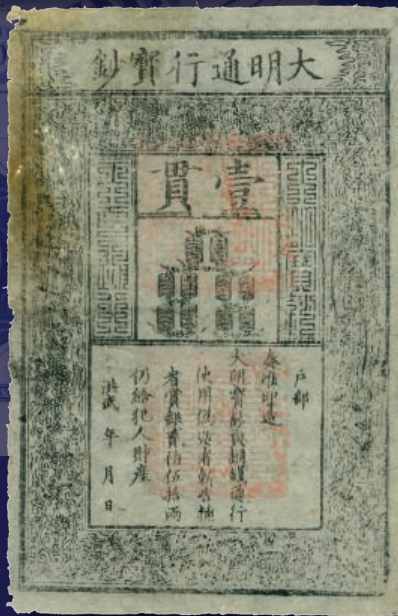 大明通行寶鈔
壹貫
戶部
奏准印造
大明寶鈔與銅錢通行
使用偽造者斬告捕
者賞銀貳伯伍拾兩
仍給犯人財產
洪武 年 月 日